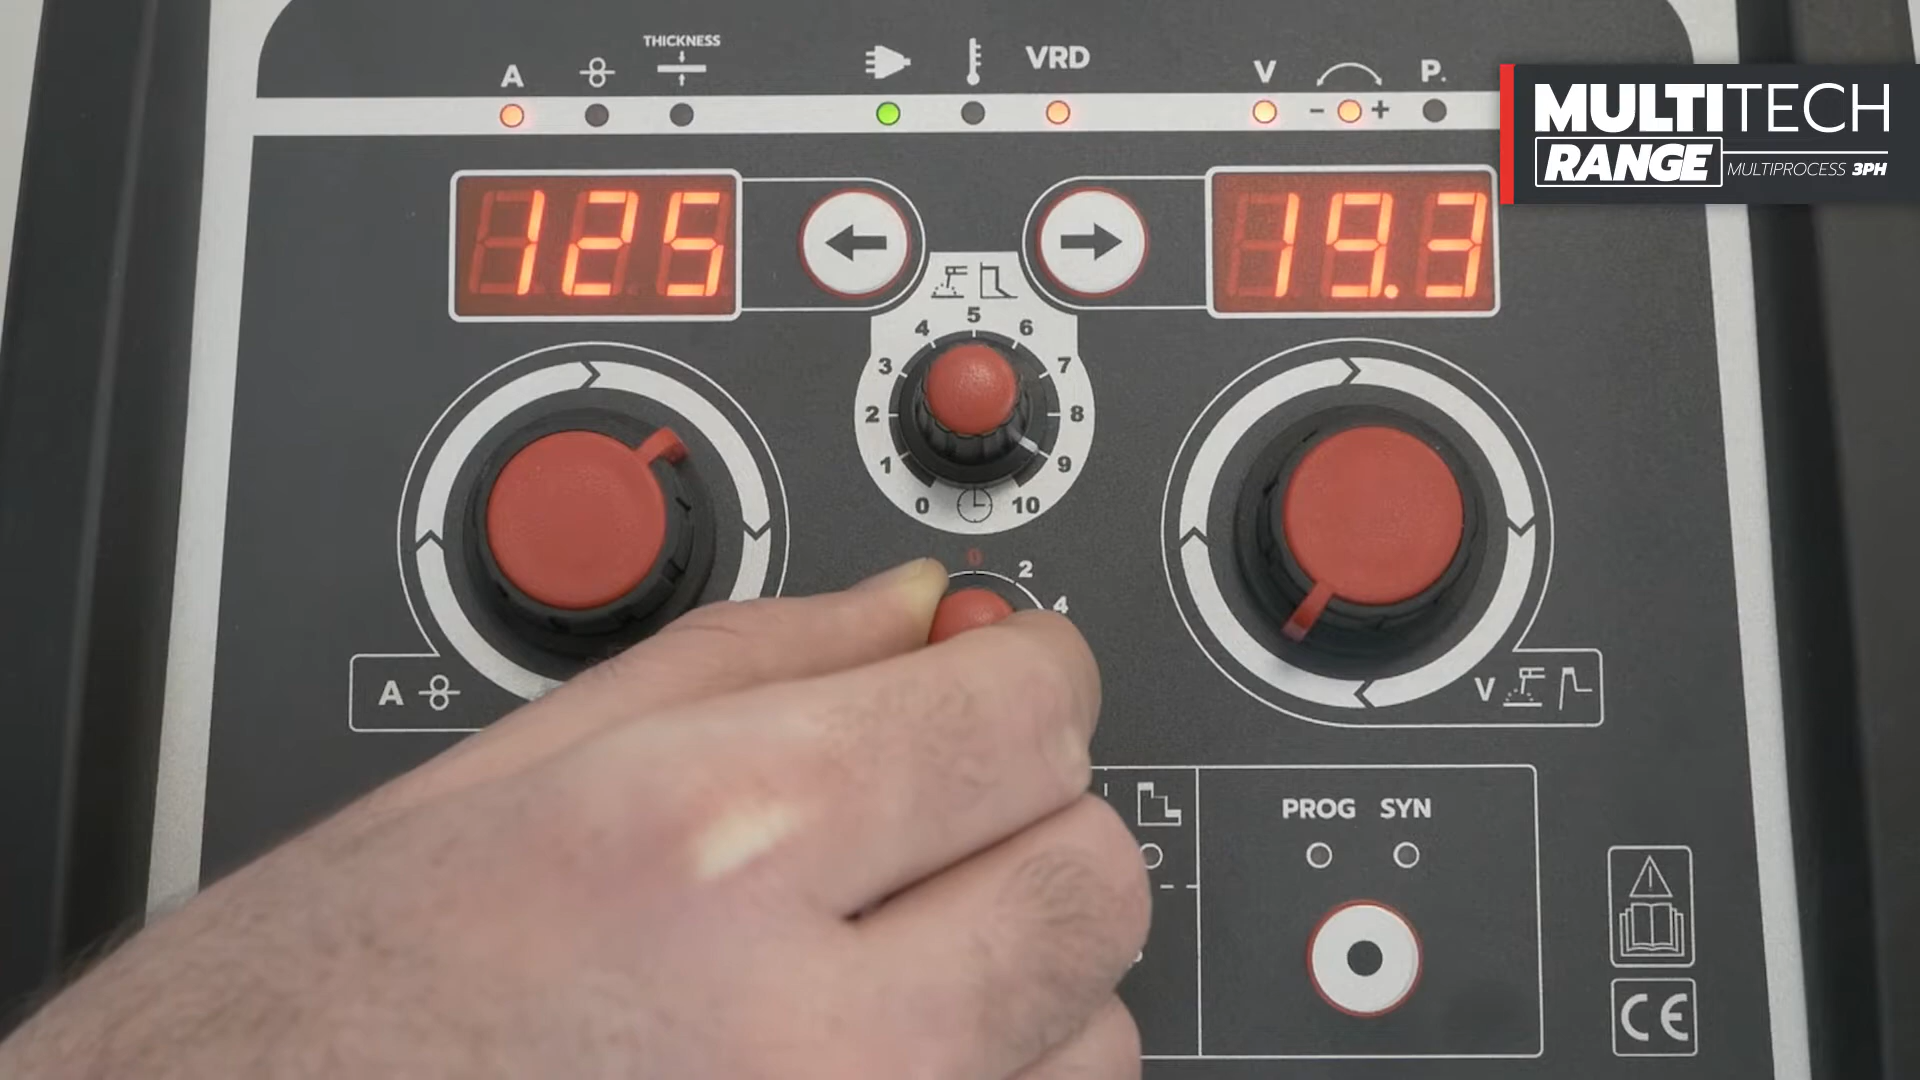 THICKNESS
A
VRD
V
- +
P.
MULTITECH
RANGE
MULTIPROCESS 3PH
125
19.3
5
4 6
3 7
2 8
1 9
0 10
0
2
4
A
V
PROG SYN
CE